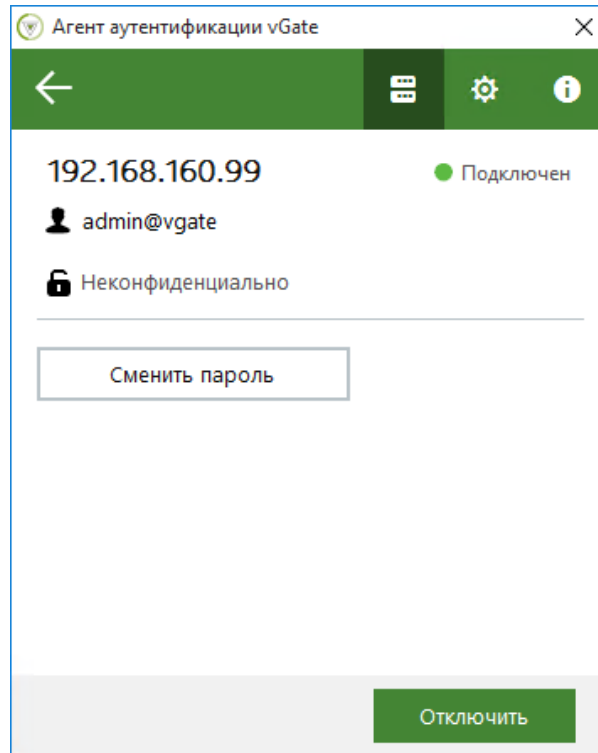 Агент аутентификации vGate
192.168.160.99
Подключен
admin@vgate
Неконфиденциально
Сменить пароль
Отключить